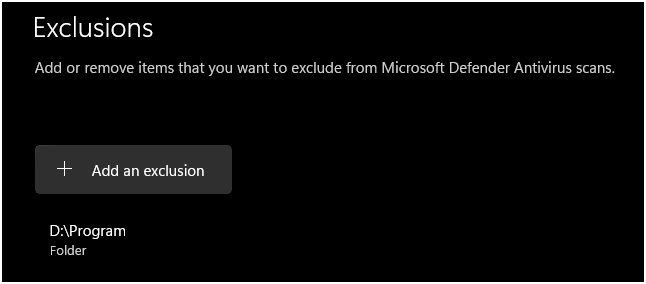 Exclusions
Add or remove items that you want to exclude from Microsoft Defender Antivirus scans.
Add an exclusion
D:\Program
Folder